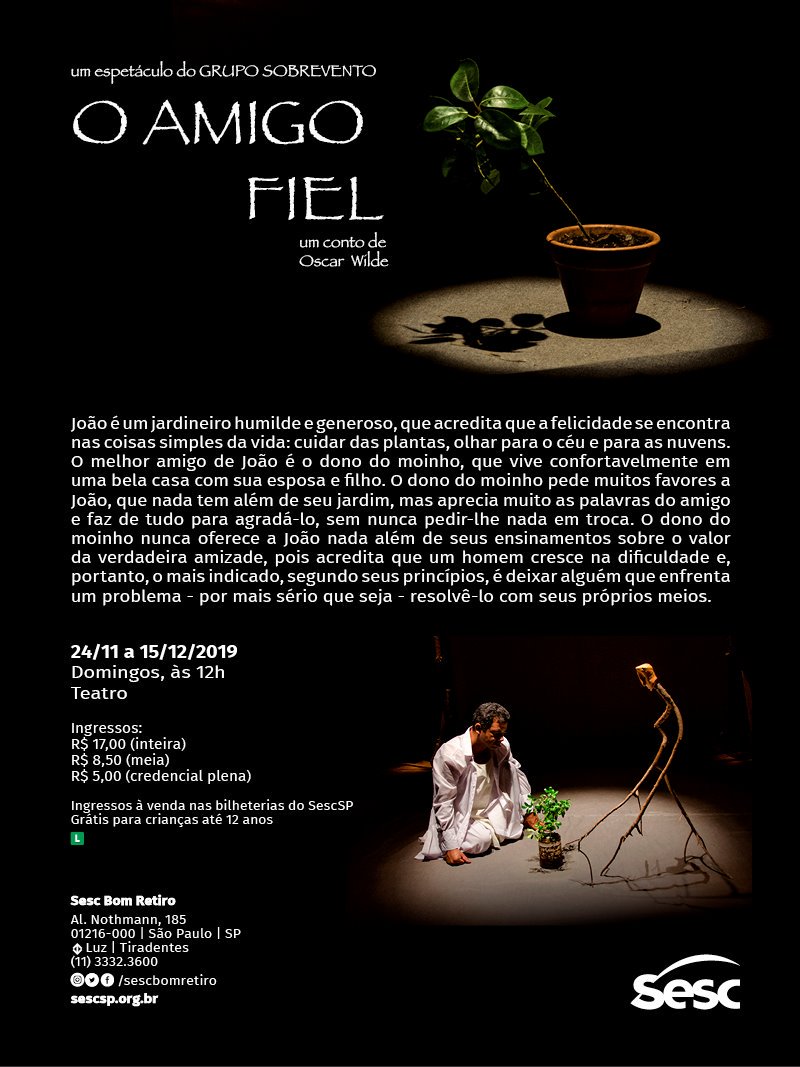 um espetáculo do GRUPO SOBREVENTO
O AMIGO
FIEL
um conto de
Oscar Wilde
João é um jardineiro humilde e generoso, que acredita que a felicidade se encontra
nas coisas simples da vida: cuidar das plantas, olhar para o céu e para as nuvens.
O melhor amigo de João é o dono do moinho, que vive confortavelmente em
uma bela casa com sua esposa e filho. O dono do moinho pede muitos favores a
João, que nada tem além de seu jardim, mas aprecia muito as palavras do amigo
e faz de tudo para agradá-lo, sem nunca pedir-lhe nada em troca. O dono do
moinho nunca oferece a João nada além de seus ensinamentos sobre o valor
da verdadeira amizade, pois acredita que um homem cresce na dificuldade e,
portanto, o mais indicado, segundo seus princípios, é deixar alguém que enfrenta
um problema - por mais sério que seja - resolvê-lo com seus próprios meios.
24/11 a 15/12/2019
Domingos, às 12h
Teatro
Ingressos:
R$ 17,00 (inteira)
R$ 8,50 (meia)
R$ 5,00 (credencial plena)
Ingressos à venda nas bilheterias do SescSP
Grátis para crianças até 12 anos
L
Sesc Bom Retiro
Al. Nothmann, 185
01216-000 | São Paulo | SP
Luz | Tiradentes
(11) 3332.3600
/sescbomretiro
sescsp.org.br
Sesc